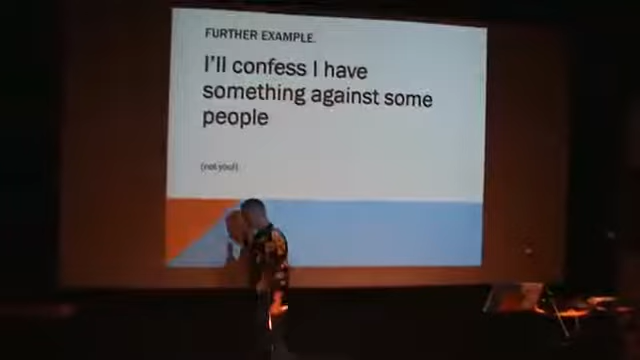 FURTHER EXAMPLE.
I'll confess I have
something against some
people
(not you!)